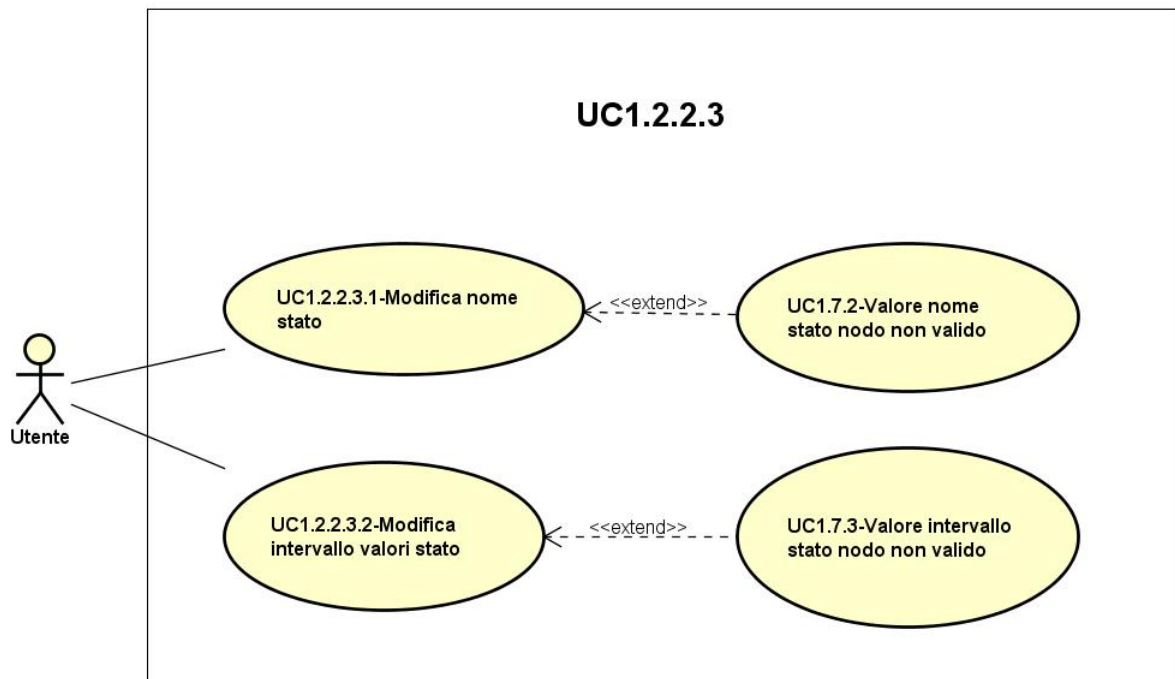 UC1.2.2.3
UC1.2.2.3.1-Modifica nome
stato
<<extend>>
UC1.7.2-Valore nome
stato nodo non valido
Utente
UC1.2.2.3.2-Modifica
intervallo valori stato
<<extend>>
UC1.7.3-Valore intervallo
stato nodo non valido